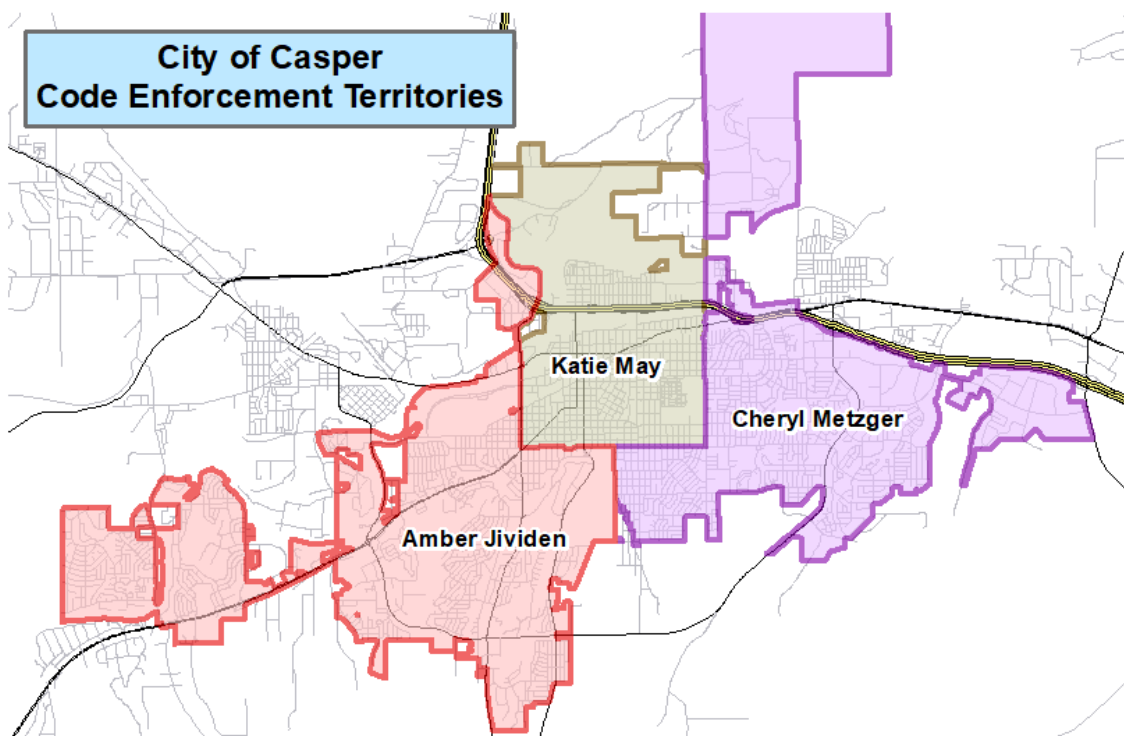 City of Casper
Code Enforcement Territories
Katie May
Cheryl Metzger
Amber Jividen